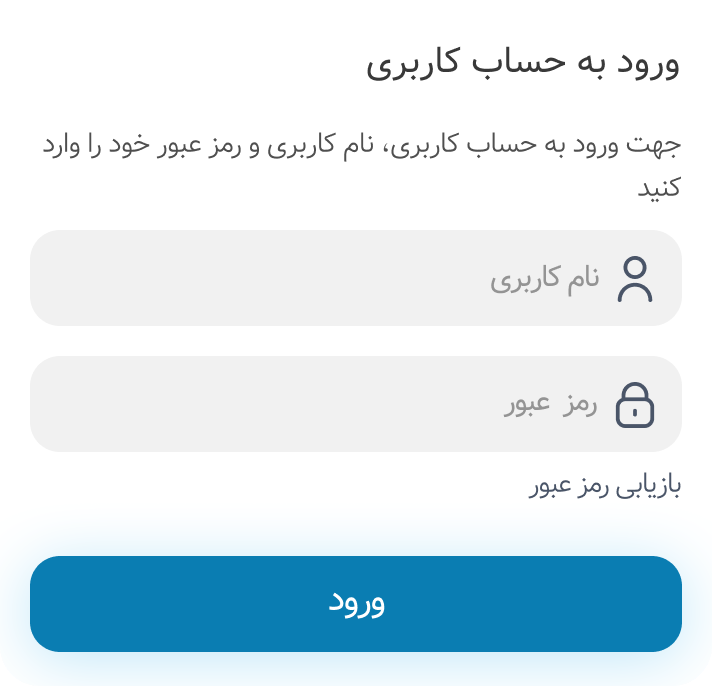 ورود به حساب کاربری
جهت ورود به حساب کاربری، نام کاربری و رمز عبور خود را وارد
کنید
نام کاربری
رمز عبور
بازیابی رمز عبور
ورود